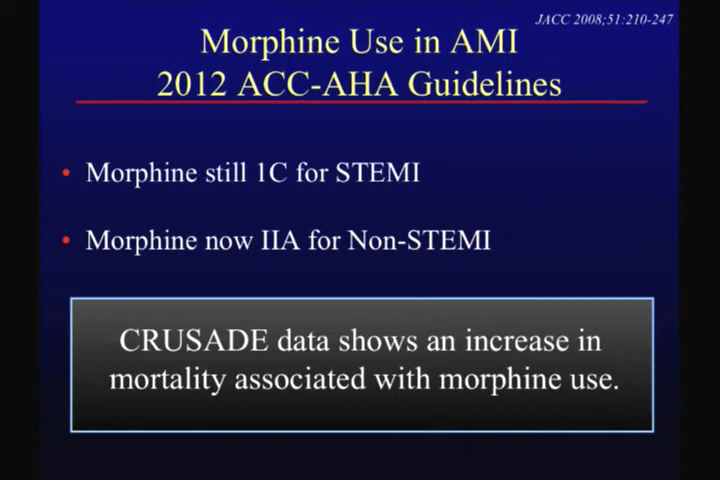 JACC 2008;51:210-247
Morphine Use in AMI
2012 ACC-AHA Guidelines
• Morphine still 1C for STEMI
• Morphine now IIA for Non-STEMI
CRUSADE data shows an increase in
mortality associated with morphine use.